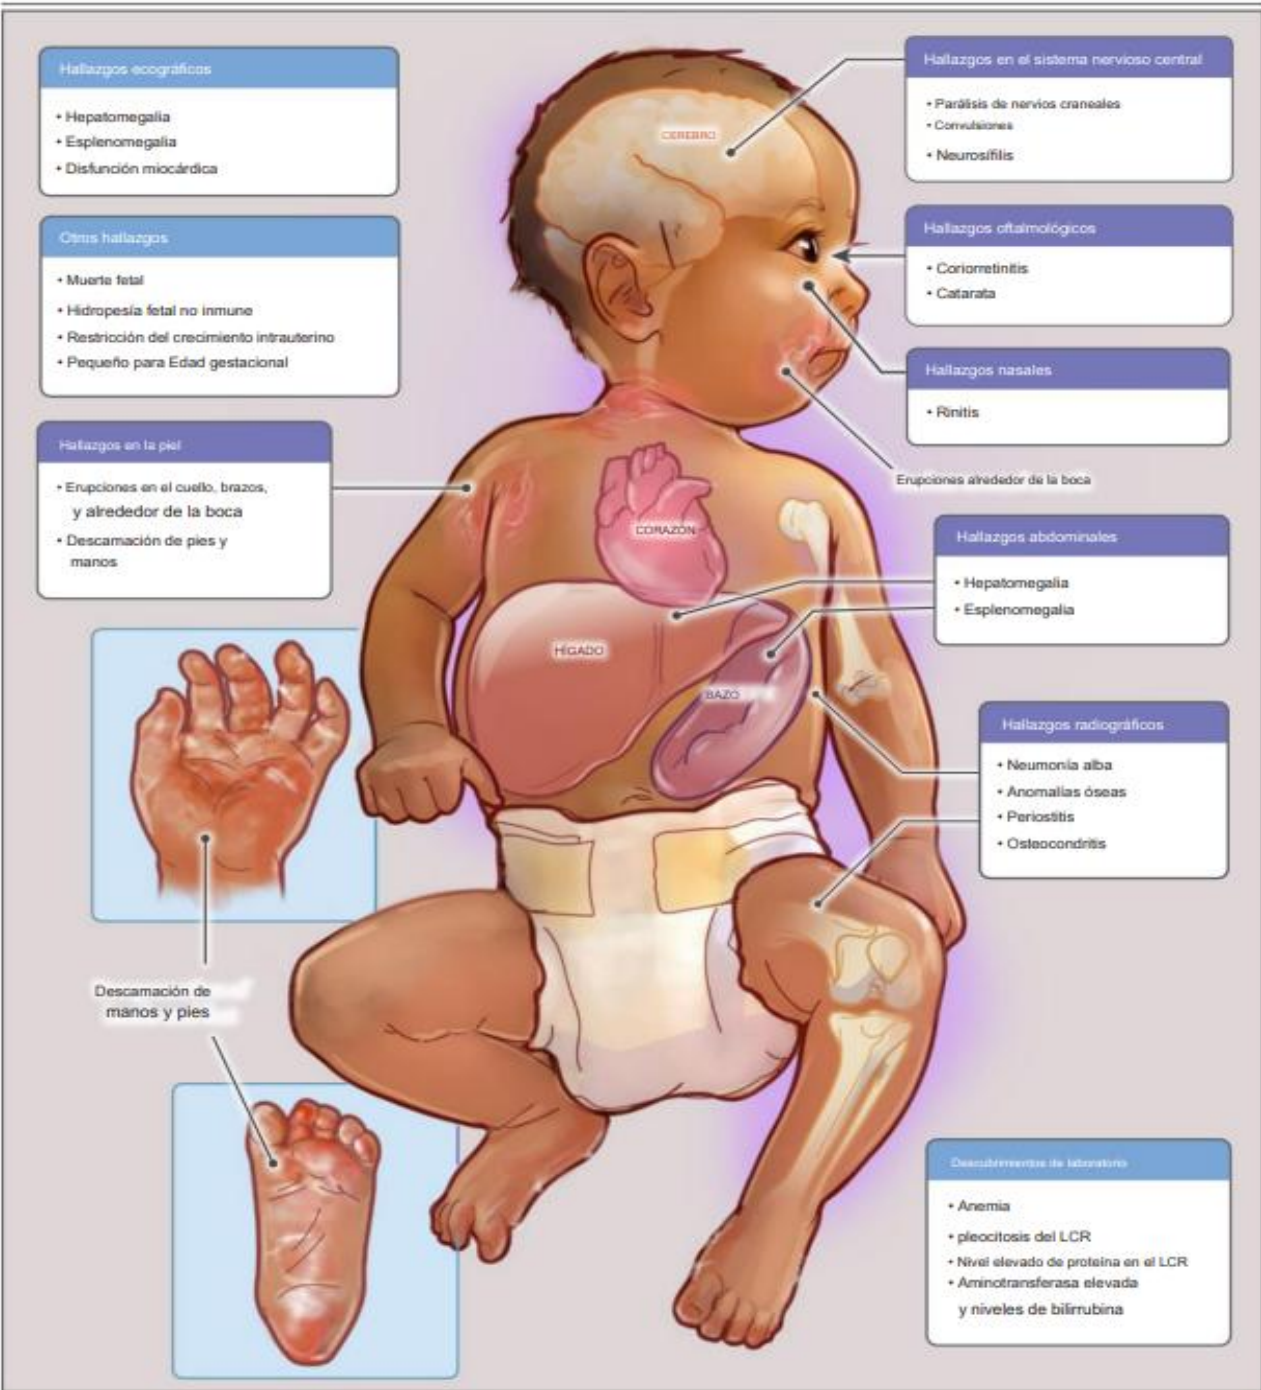 Hallazgos ecográficos
• Hepatomegalia
• Esplenomegalia
• Disfunción miocárdica
Otros hallazgos
• Muerte fetal
• Hidropesía fetal no inmune
• Restricción del crecimiento intrauterino
• Pequeño para Edad gestacional
Hallazgos en la piel
• Erupciones en el cuello, brazos,
y alrededor de la boca
• Descamación de pies y
manos
Descamación de
manos y pies
CEREBRO
CORAZÓN
HÍGADO
BAZO
Hallazgos en el sistema nervioso central
• Parálisis de nervios craneales
• Convulsiones
• Neurosífilis
Hallazgos oftalmológicos
• Coriorretinitis
• Catarata
Hallazgos nasales
• Rinitis
Erupciones alrededor de la boca
Hallazgos abdominales
• Hepatomegalia
• Esplenomegalia
Hallazgos radiográficos
• Neumonía alba
• Anomalías óseas
• Periostitis
• Osteocondritis
Descubrimientos de laboratorio
• Anemia
• pleocitosis del LCR
• Nivel elevado de proteína en el LCR
• Aminotransferasa elevada
y niveles de bilirrubina